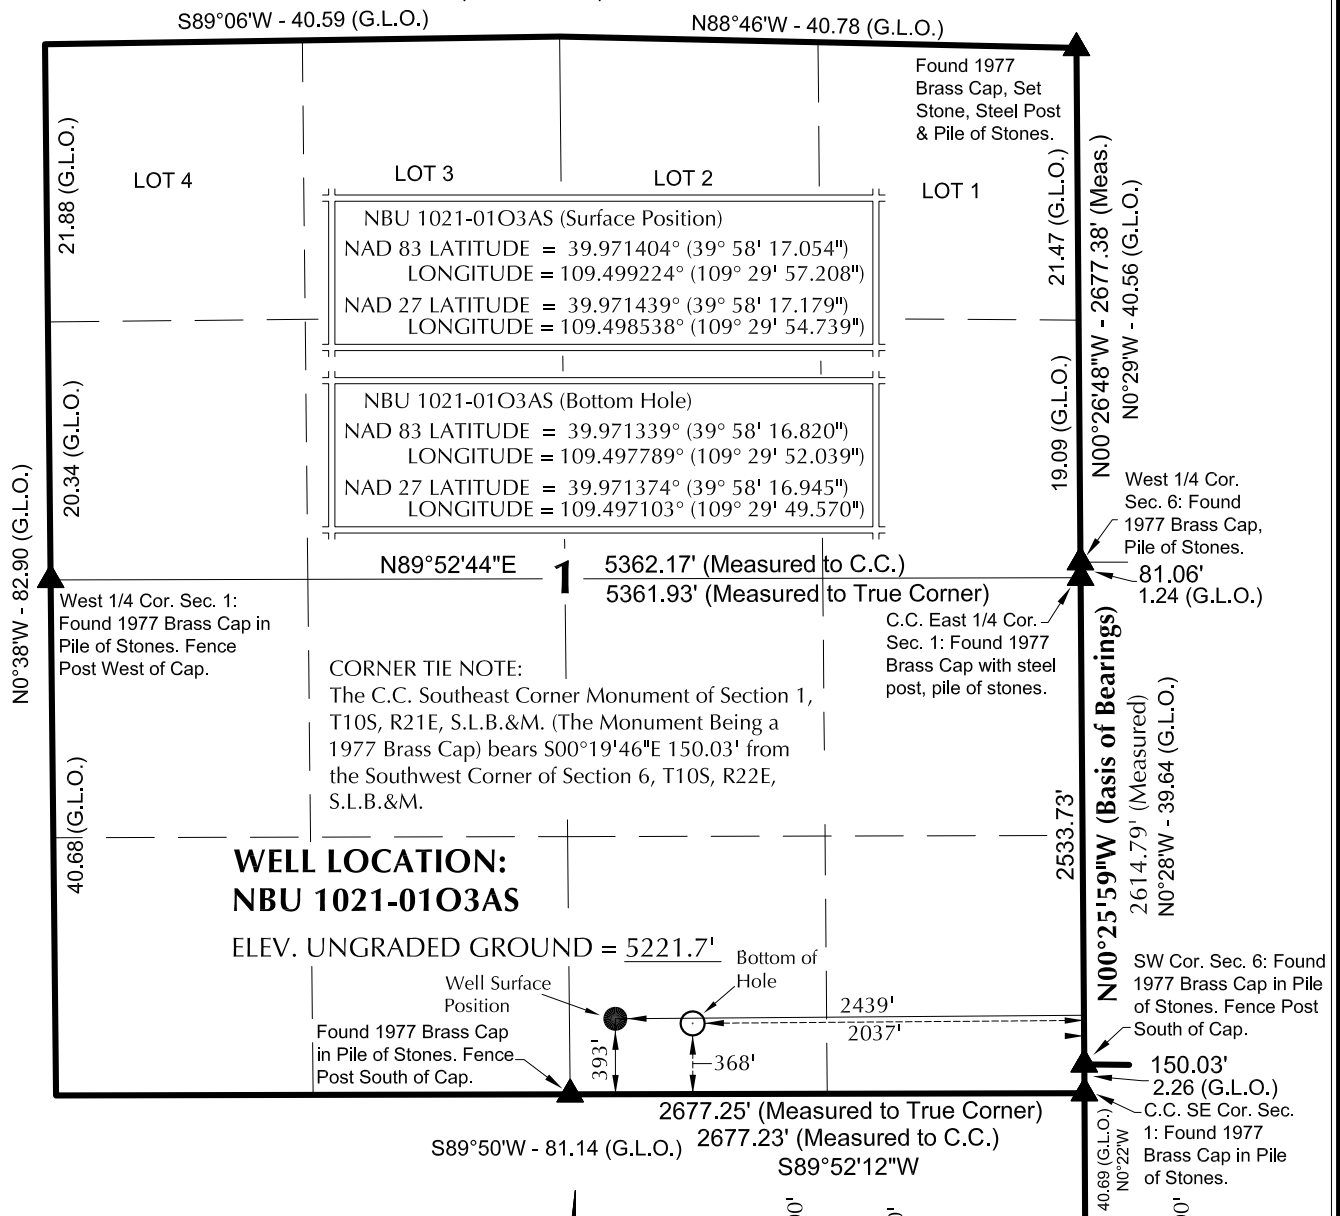 S89°06'W - 40.59 (G.L.O.)
N88°46'W - 40.78 (G.L.O.)
Found 1977
Brass Cap, Set
Stone, Steel Post
& Pile of Stones.
21.88 (G.L.O.)
LOT 4
LOT 3
LOT 2
LOT 1
21.47 (G.L.O.)
N00°26'48"W - 2677.38' (Meas.)
N0°29'W - 40.56 (G.L.O.)
NBU 1021-01O3AS (Surface Position)
NAD 83 LATITUDE = 39.971404° (39° 58' 17.054")
LONGITUDE = 109.499224° (109° 29' 57.208")
NAD 27 LATITUDE = 39.971439° (39° 58' 17.179")
LONGITUDE = 109.498538° (109° 29' 54.739")
NBU 1021-01O3AS (Bottom Hole)
NAD 83 LATITUDE = 39.971339° (39° 58' 16.820")
LONGITUDE = 109.497789° (109° 29' 52.039")
NAD 27 LATITUDE = 39.971374° (39° 58' 16.945")
LONGITUDE = 109.497103° (109° 29' 49.570")
20.34 (G.L.O.)
19.09 (G.L.O.)
N0°38'W - 82.90 (G.L.O.)
West 1/4 Cor.
Sec. 6: Found
1977 Brass Cap,
Pile of Stones.
N89°52'44"E
1
5362.17' (Measured to C.C.)
5361.93' (Measured to True Corner)
81.06'
1.24 (G.L.O.)
West 1/4 Cor. Sec. 1:
Found 1977 Brass Cap in
Pile of Stones. Fence
Post West of Cap.
C.C. East 1/4 Cor.
Sec. 1: Found 1977
Brass Cap with steel
post, pile of stones.
CORNER TIE NOTE:
The C.C. Southeast Corner Monument of Section 1,
T10S, R21E, S.L.B.&M. (The Monument Being a
1977 Brass Cap) bears S00°19'46"E 150.03' from
the Southwest Corner of Section 6, T10S, R22E,
S.L.B.&M.
40.68 (G.L.O.)
2533.73'
N00°25'59"W (Basis of Bearings)
2614.79' (Measured)
N0°28'W - 39.64 (G.L.O.)
WELL LOCATION:
NBU 1021-01O3AS
ELEV. UNGRADED GROUND = 5221.7'
Well Surface
Position
Bottom of
Hole
2439'
2037'
393'
368'
Found 1977 Brass Cap
in Pile of Stones. Fence
Post South of Cap.
SW Cor. Sec. 6: Found
1977 Brass Cap in Pile
of Stones. Fence Post
South of Cap.
150.03'
2.26 (G.L.O.)
C.C. SE Cor. Sec.
1: Found 1977
Brass Cap in Pile
of Stones.
2677.25' (Measured to True Corner)
2677.23' (Measured to C.C.)
S89°52'12"W
S89°50'W - 81.14 (G.L.O.)
40.69 (G.L.O.)
N0°22'W